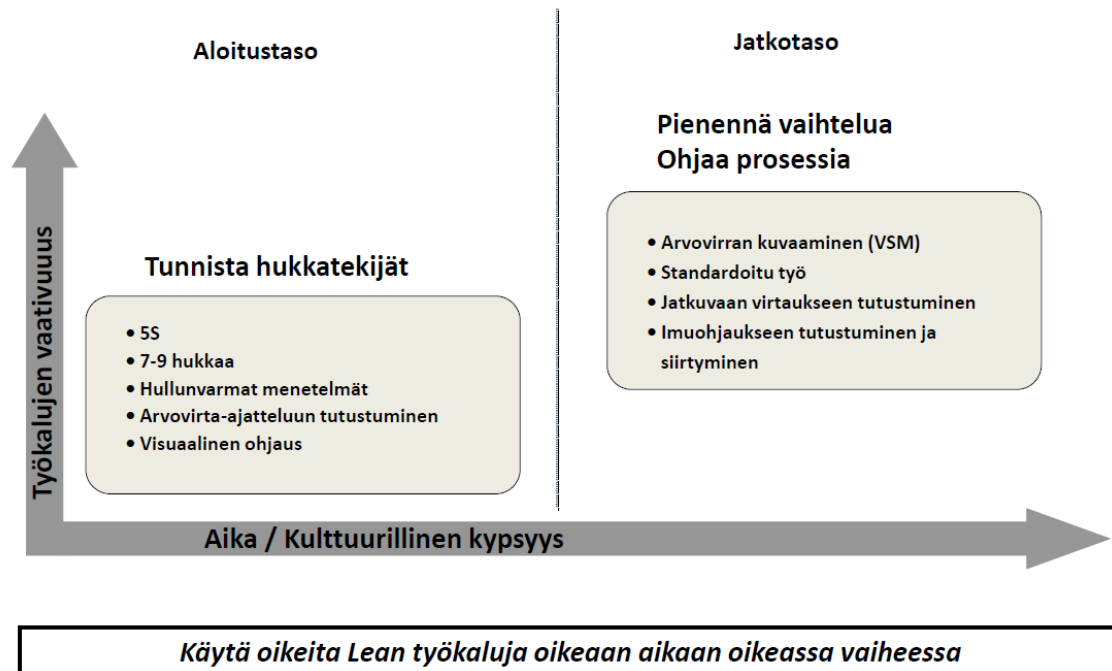 Aloitustaso
Jatkotaso
Pienennä vaihtelua
Ohjaa prosessia
• Arvovirran kuvaaminen (VSM)
• Standardoitu työ
• Jatkuvaan virtaukseen tutustuminen
• Imuohjaukseen tutustuminen ja
siirtyminen
Tunnista hukkatekijät
• 5S
• 7-9 hukkaa
• Hullunvarmat menetelmät
• Arvovirta-ajatteluun tutustuminen
• Visuaalinen ohjaus
Työkalujen vaativuuus
Aika / Kulttuurillinen kypsyys
Käytä oikeita Lean työkaluja oikeaan aikaan oikeassa vaiheessa